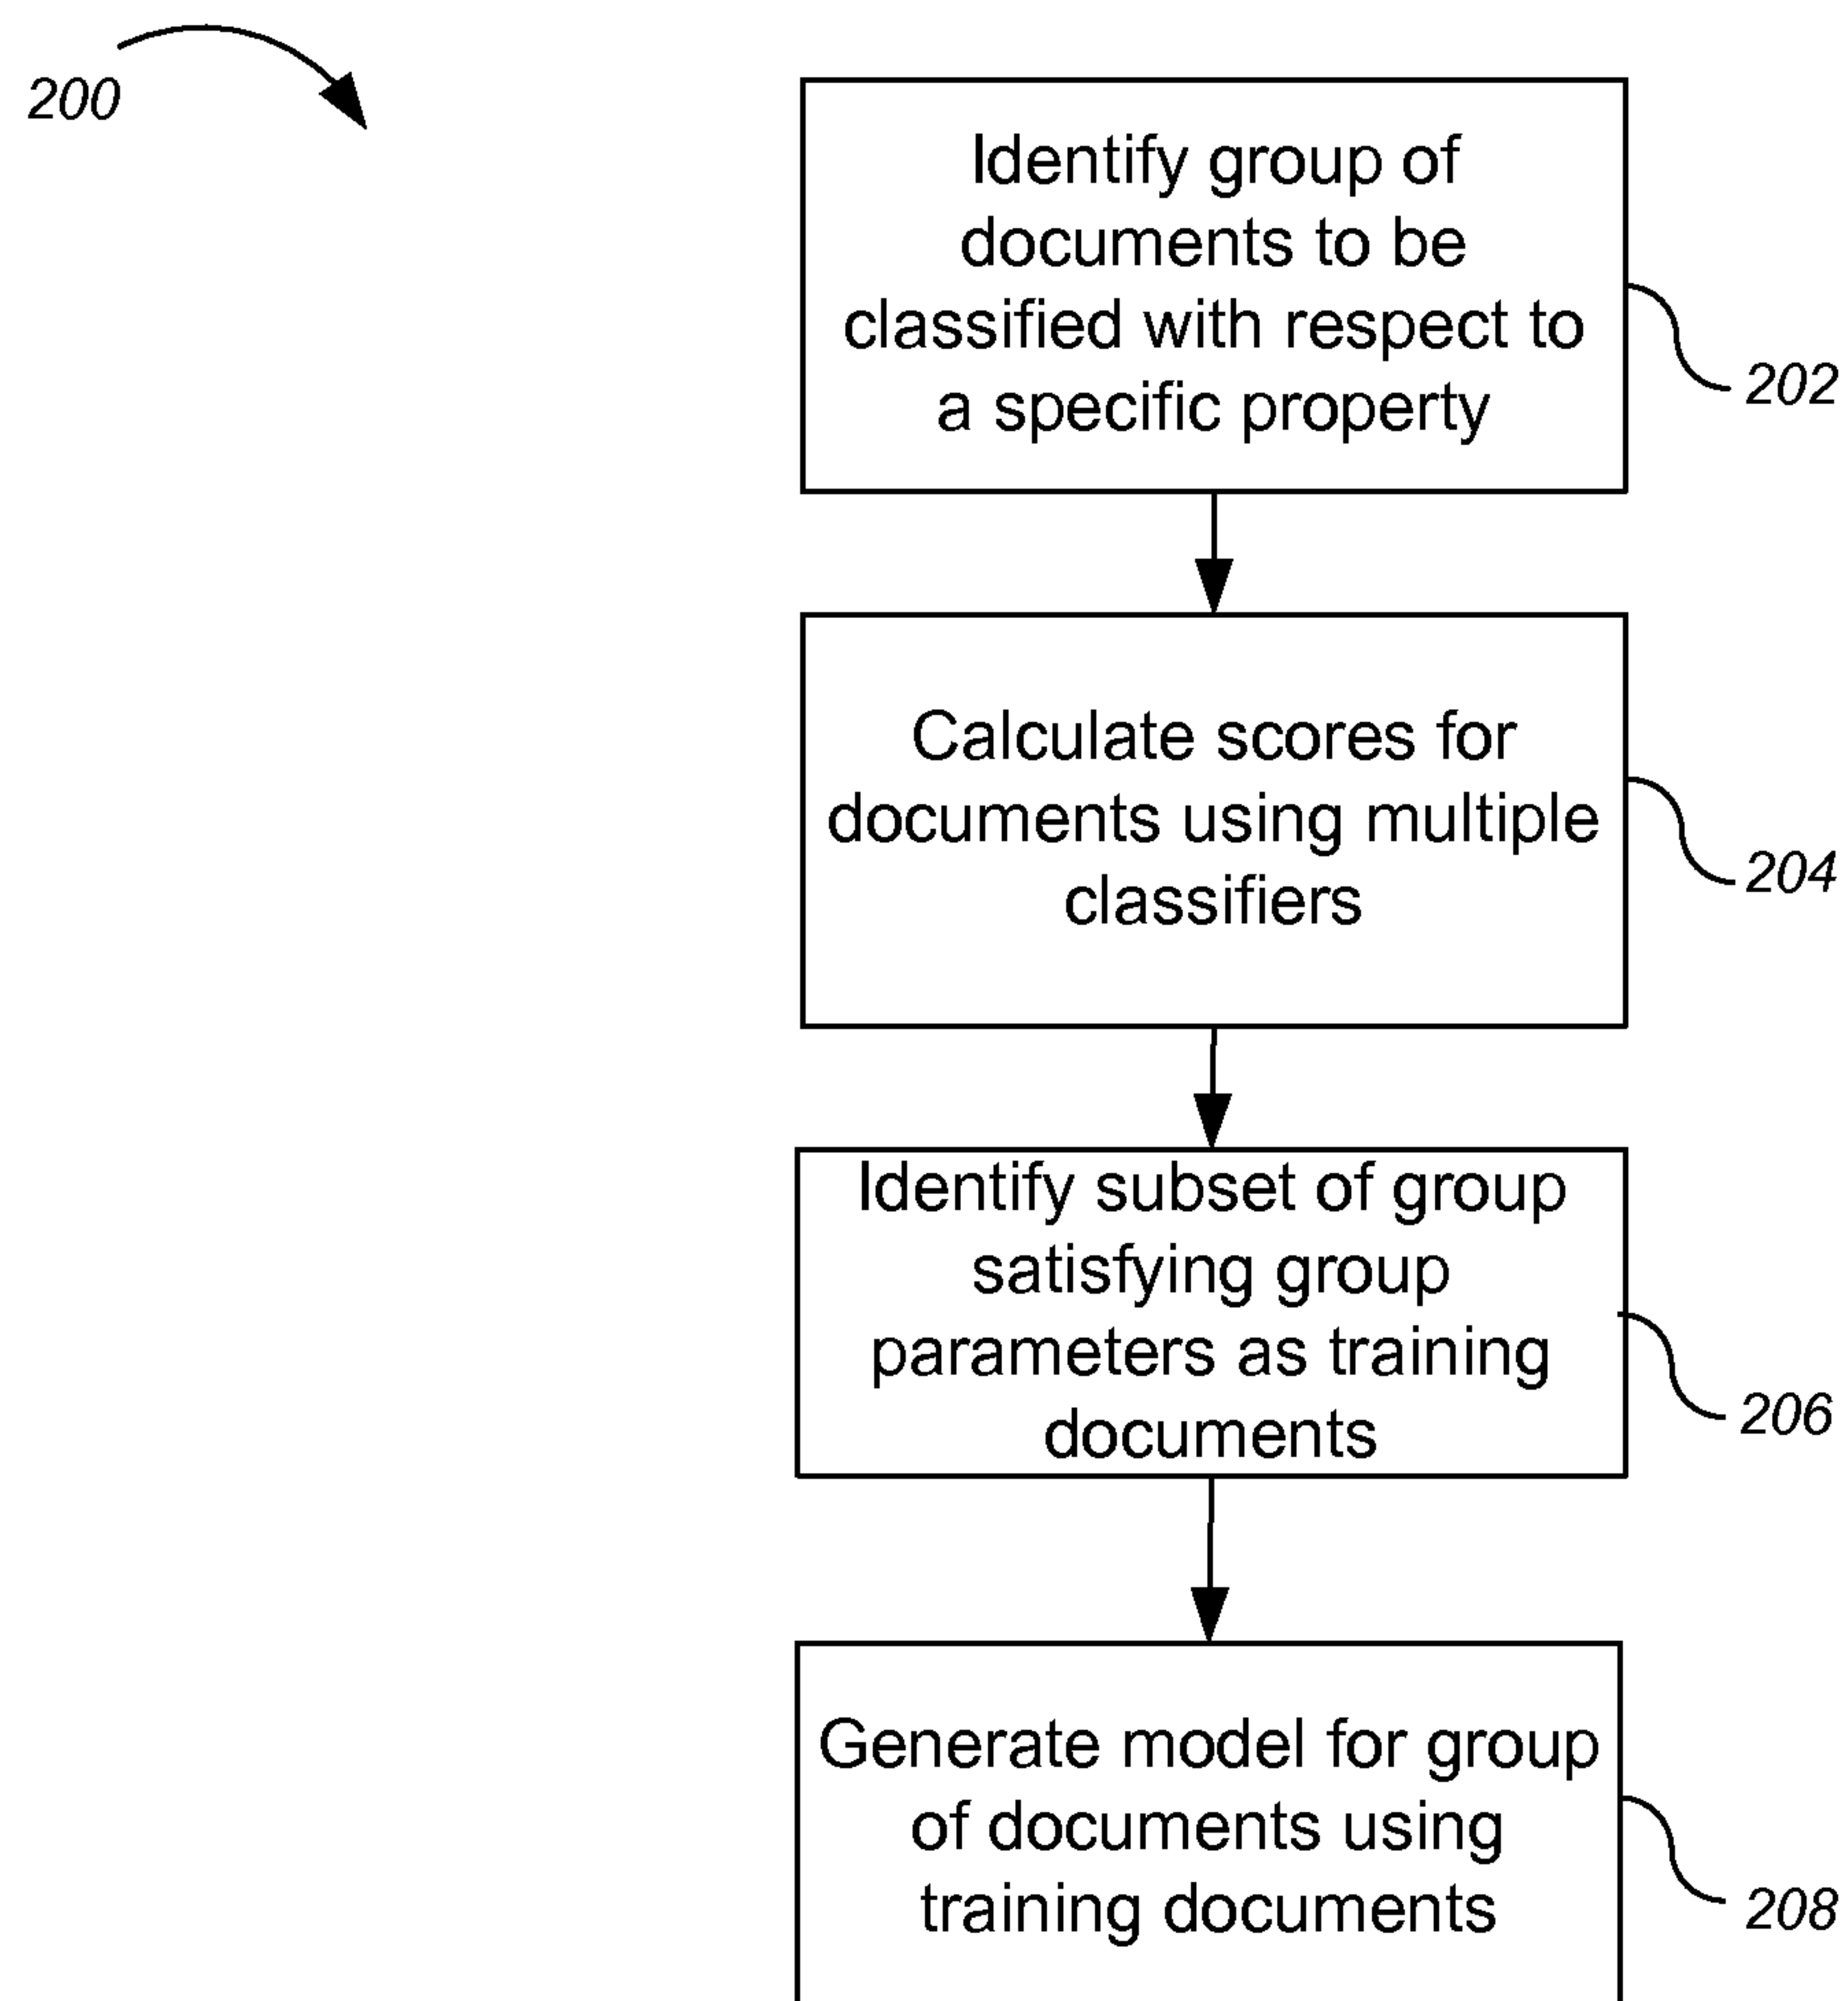 200
Identify group of
documents to be
classified with respect to
a specific property
202
Calculate scores for
documents using multiple
classifiers
204
Identify subset of group
satisfying group
parameters as training
documents
206
Generate model for group
of documents using
training documents
208